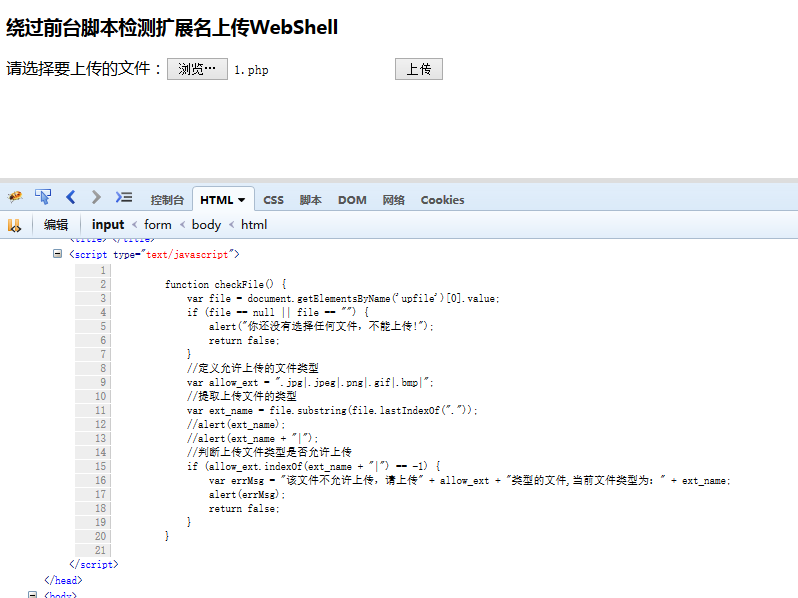 绕过前台脚本检测扩展名上传WebShell
请选择要上传的文件：浏览… 1.php 上传
控制台 HTML CSS 脚本 DOM 网络 Cookies
编辑 input < form < body < html
<title> </title>
<script type="text/javascript">
1
2 function checkFile() {
3 var file = document.getElementsByName('upfile')[0].value;
4 if (file == null || file == "") {
5 alert("你还没有选择任何文件，不能上传!");
6 return false;
7 }
8 //定义允许上传的文件类型
9 var allow_ext = ".jpg|.jpeg|.png|.gif|.bmp|";
10 //提取上传文件的类型
11 var ext_name = file.substring(file.lastIndexOf("."));
12 //alert(ext_name);
13 //alert(ext_name + "|");
14 //判断上传文件类型是否允许上传
15 if (allow_ext.indexOf(ext_name + "|") == -1) {
16 var errMsg = "该文件不允许上传，请上传" + allow_ext + "类型的文件,当前文件类型为：" + ext_name;
17 alert(errMsg);
18 return false;
19 }
20 }
21
</script>
</head>
<body>